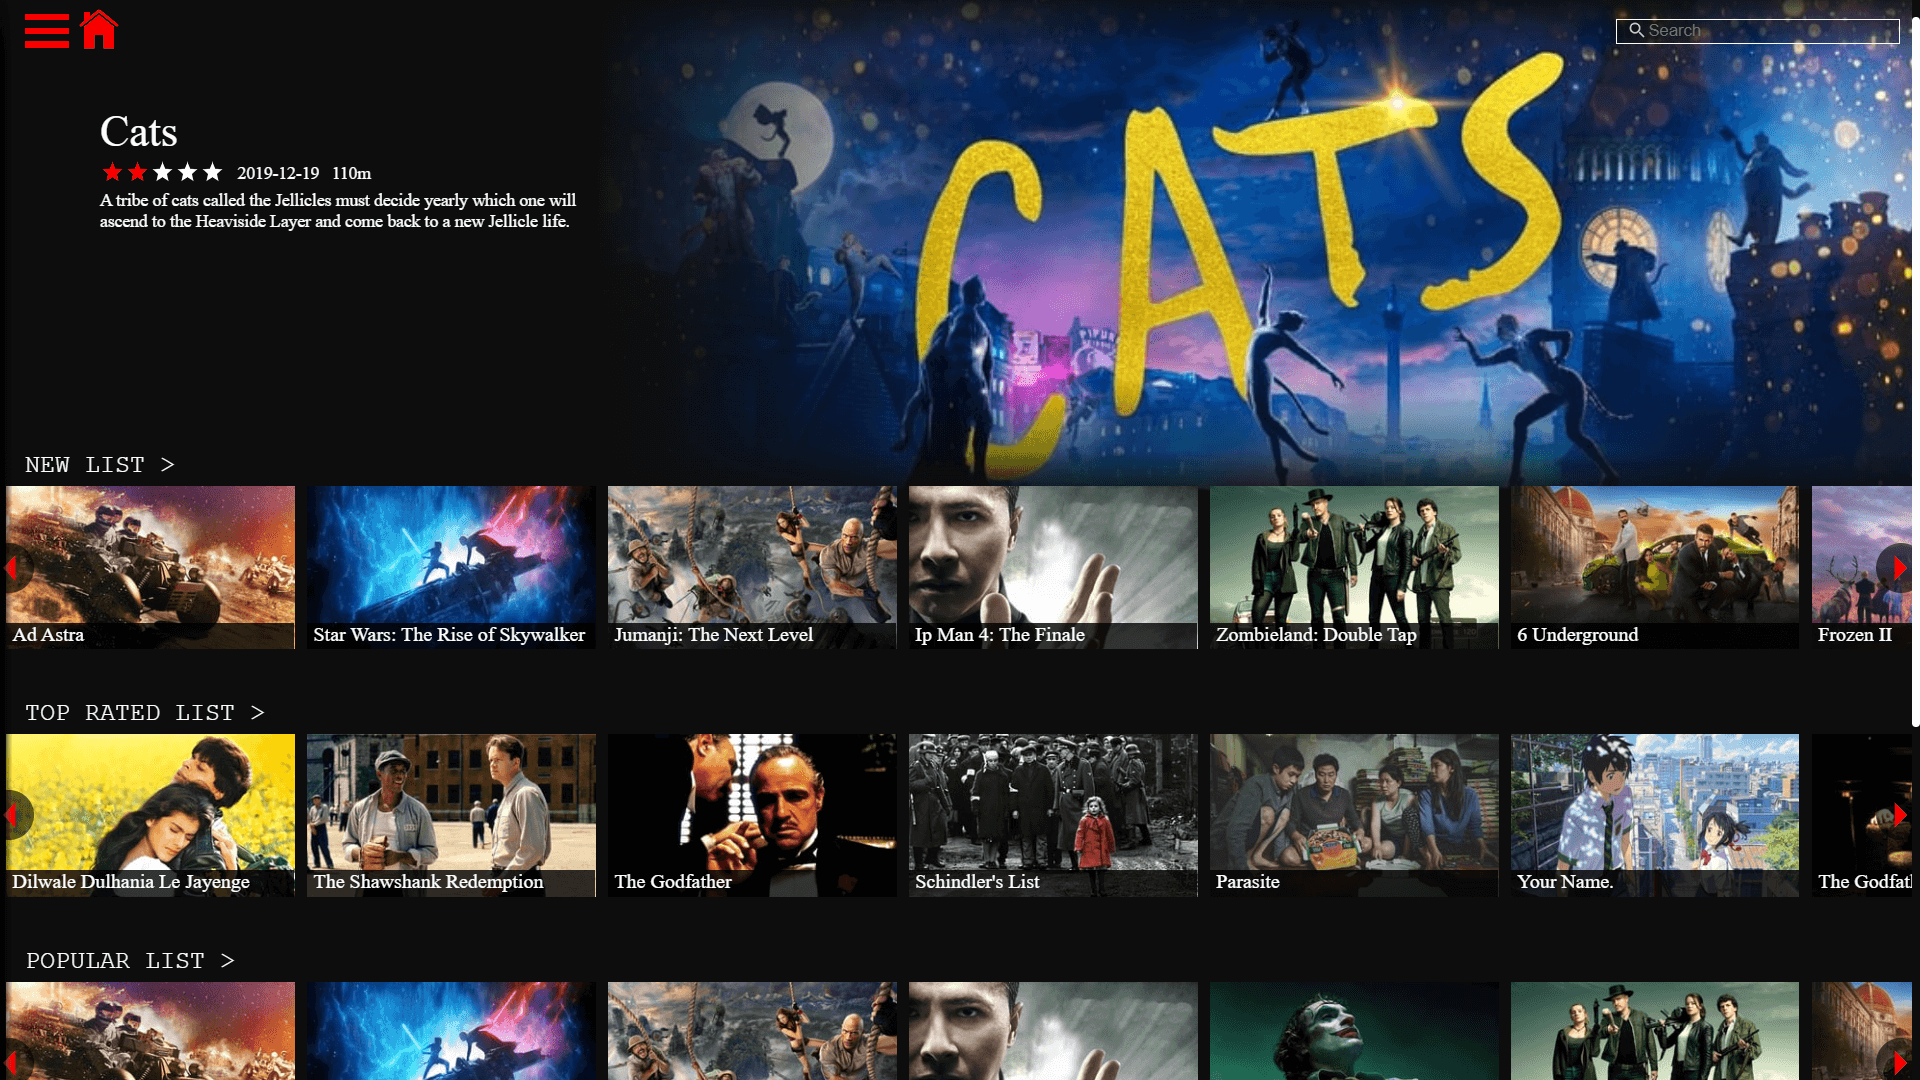 Search
CATS
Cats
2019-12-19 110m
A tribe of cats called the Jellicles must decide yearly which one will
ascend to the Heaviside Layer and come back to a new Jellicle life.
NEW LIST >
Ad Astra
Star Wars: The Rise of Skywalker
Jumanji: The Next Level
Ip Man 4: The Finale
Zombieland: Double Tap
6 Underground
Frozen II
TOP RATED LIST >
Dilwale Dulhania Le Jayenge
The Shawshank Redemption
The Godfather
Schindler's List
Parasite
Your Name.
The Godfat
POPULAR LIST >